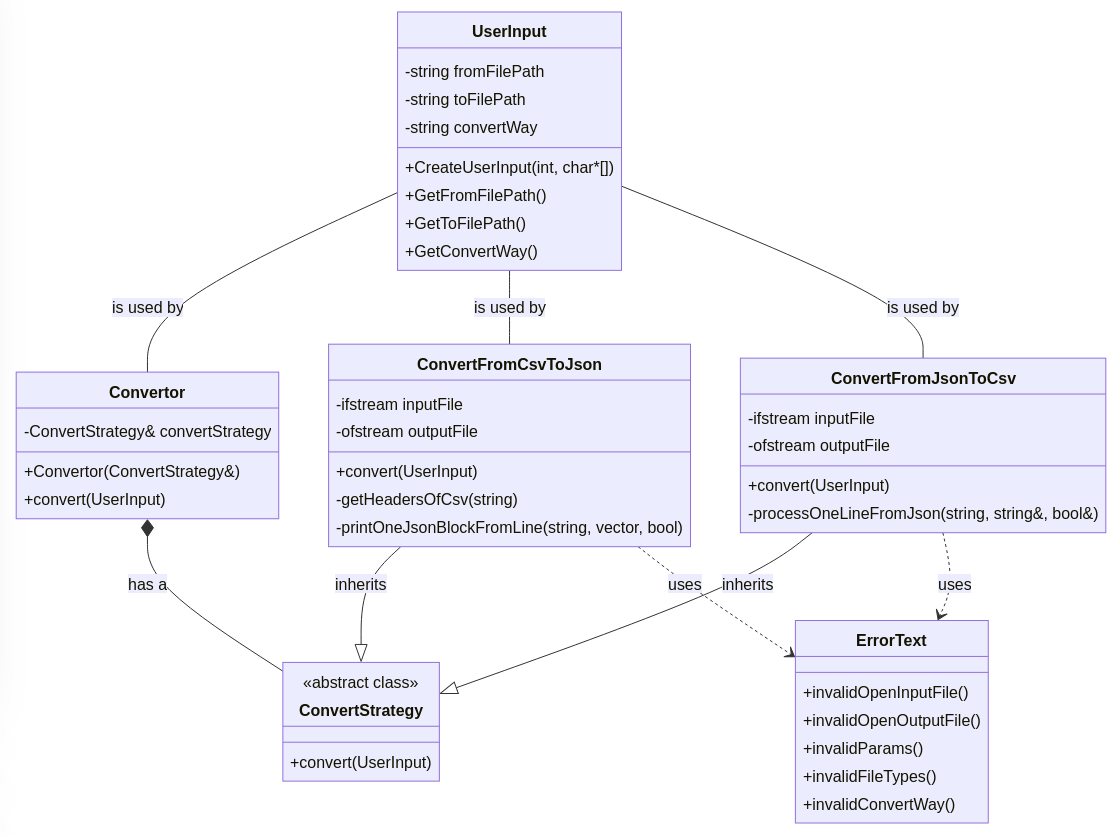 UserInput
-string fromFilePath
-string toFilePath
-string convertWay
+CreateUserInput(int, char*[])
+GetFromFilePath()
+GetToFilePath()
+GetConvertWay()
is used by
is used by
is used by
Convertor
-ConvertStrategy& convertStrategy
+Convertor(ConvertStrategy&)
+convert(UserInput)
ConvertFromCsvToJson
-ifstream inputFile
-ofstream outputFile
+convert(UserInput)
-getHeadersOfCsv(string)
-printOneJsonBlockFromLine(string, vector, bool)
ConvertFromJsonToCsv
-ifstream inputFile
-ofstream outputFile
+convert(UserInput)
-processOneLineFromJson(string, string&, bool&)
has a
inherits
uses
inherits
uses
«abstract class»
ConvertStrategy
+convert(UserInput)
ErrorText
+invalidOpenInputFile()
+invalidOpenOutputFile()
+invalidParams()
+invalidFileTypes()
+invalidConvertWay()